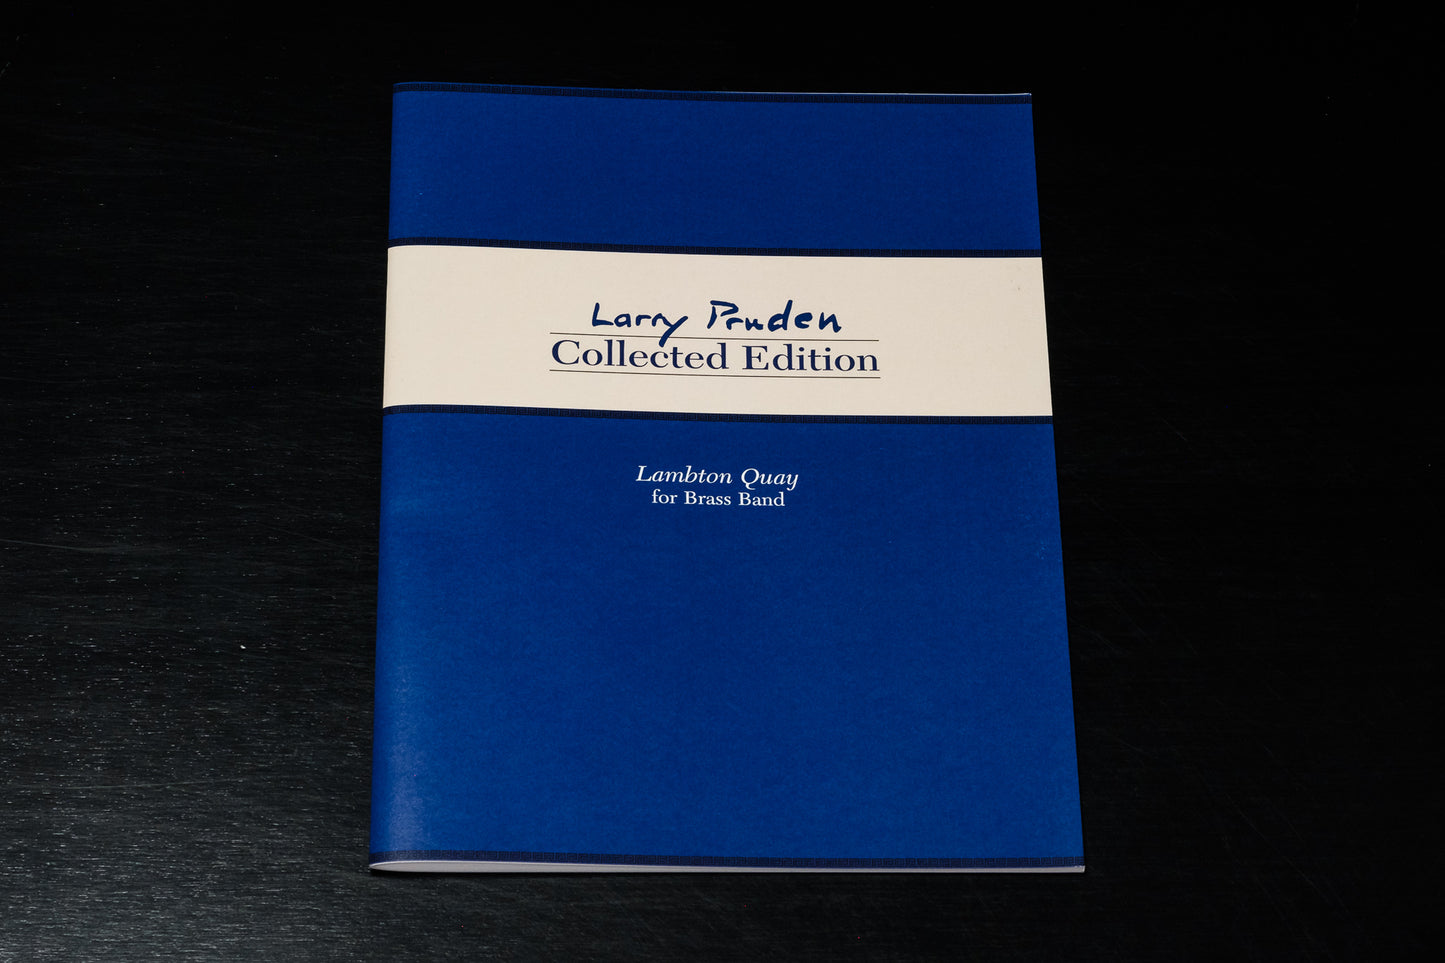 Larry Pruden
Collected Edition
Lambton Quay
for Brass Band